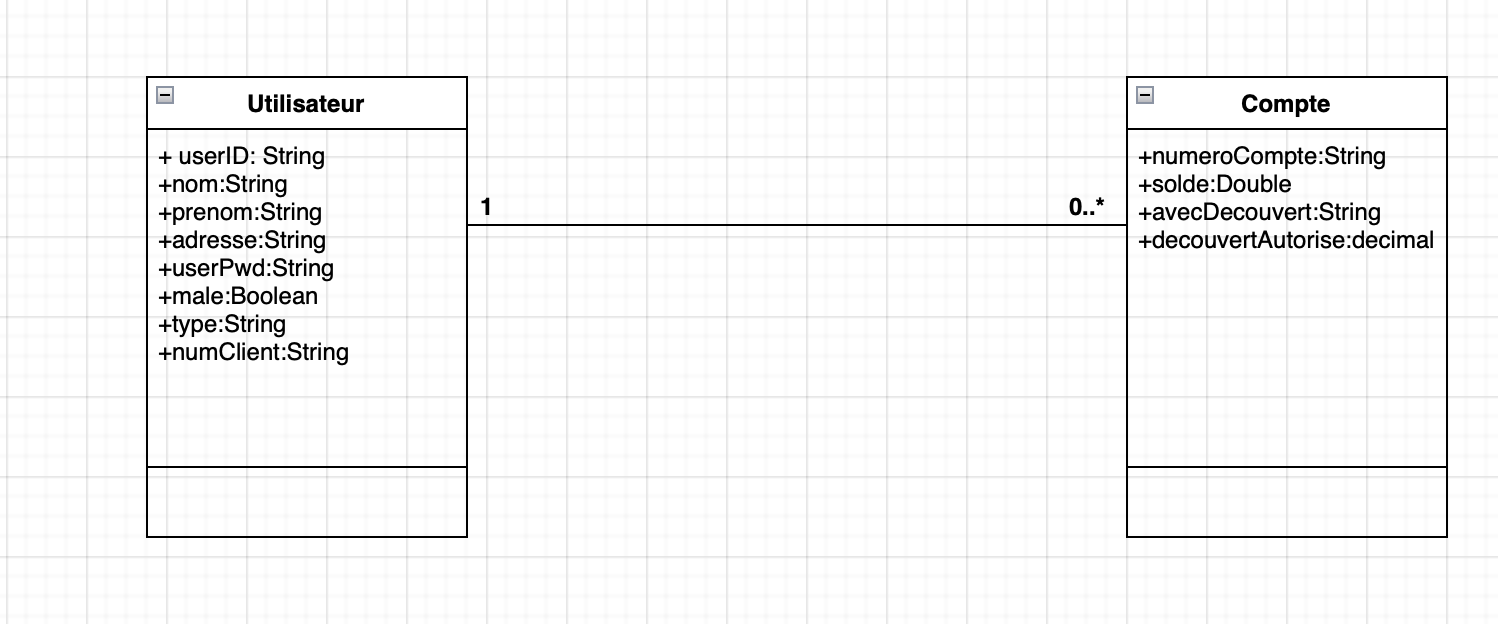 Utilisateur
+ userID: String
+nom:String
+prenom:String
+adresse:String
+userPwd:String
+male:Boolean
+type:String
+numClient:String
1
0..*
Compte
+numeroCompte:String
+solde:Double
+avecDecouvert:String
+decouvertAutorise:decimal